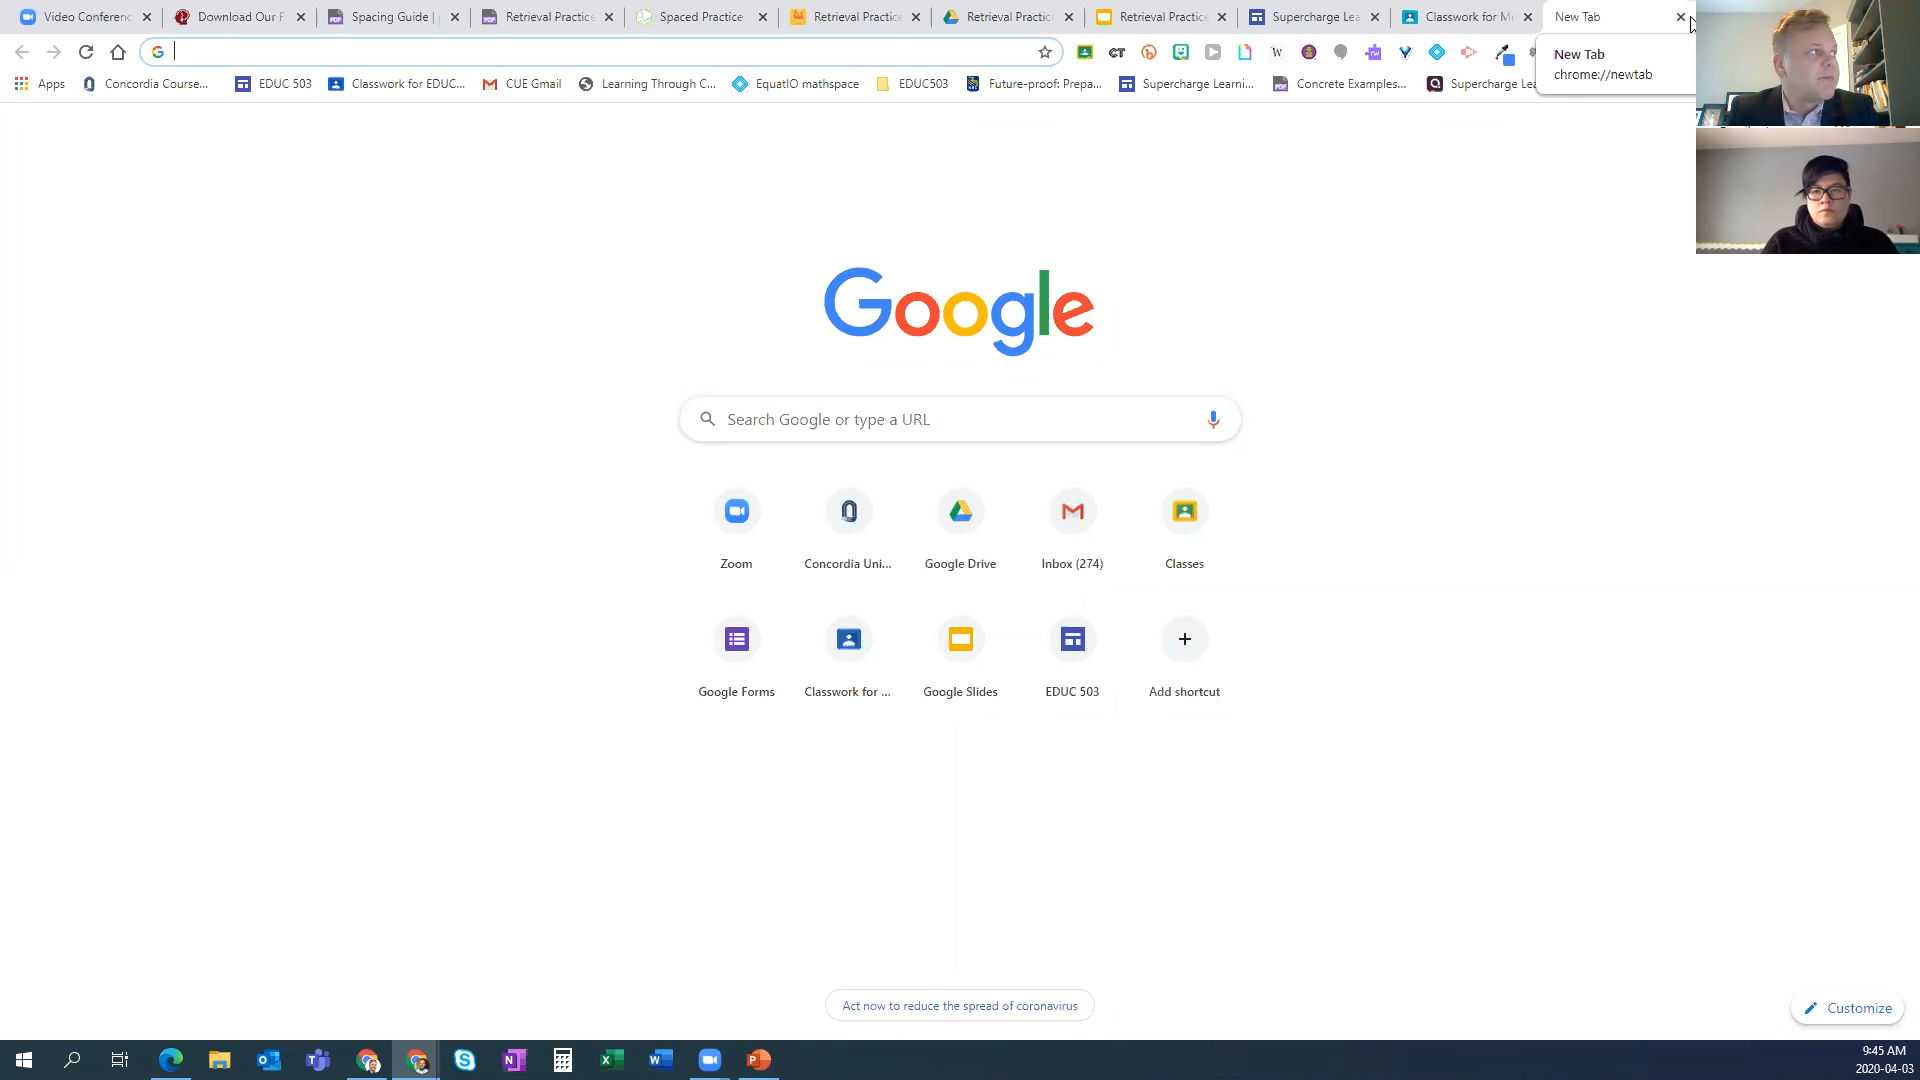 Video Conferenc
Download Our F
Spacing Guide |
Retrieval Practice
Spaced Practice
Retrieval Practice
Retrieval Practic
Retrieval Practice
Supercharge Lea
Classwork for M
New Tab
New Tab
chrome://newtab
Apps
Concordia Course...
EDUC 503
Classwork for EDUC...
CUE Gmail
Learning Through C...
EquatIO mathspace
EDUC503
Future-proof: Prepa...
Supercharge Learni...
Concrete Examples...
Supercharge Lea
Google
Search Google or type a URL
Zoom
Concordia Uni...
Google Drive
Inbox (274)
Classes
Google Forms
Classwork for ...
Google Slides
EDUC 503
Add shortcut
Act now to reduce the spread of coronavirus
Customize
9:45 AM
2020-04-03